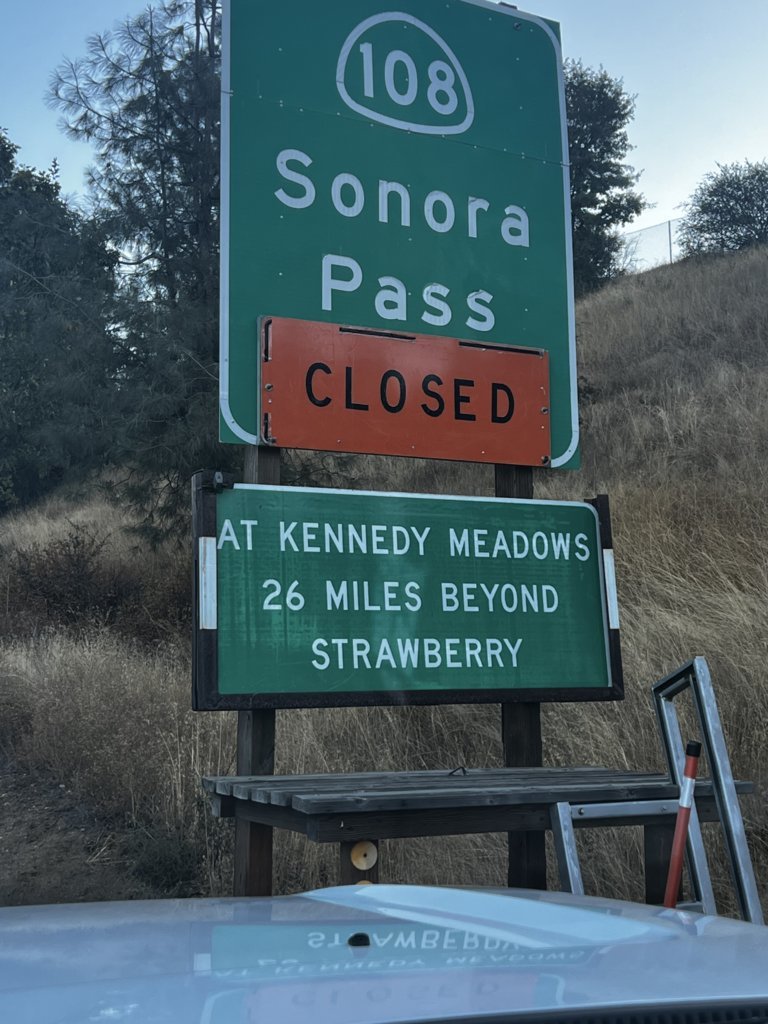 108
Sonora
Pass
CLOSED
AT KENNEDY MEADOWS
26 MILES BEYOND
STRAWBERRY